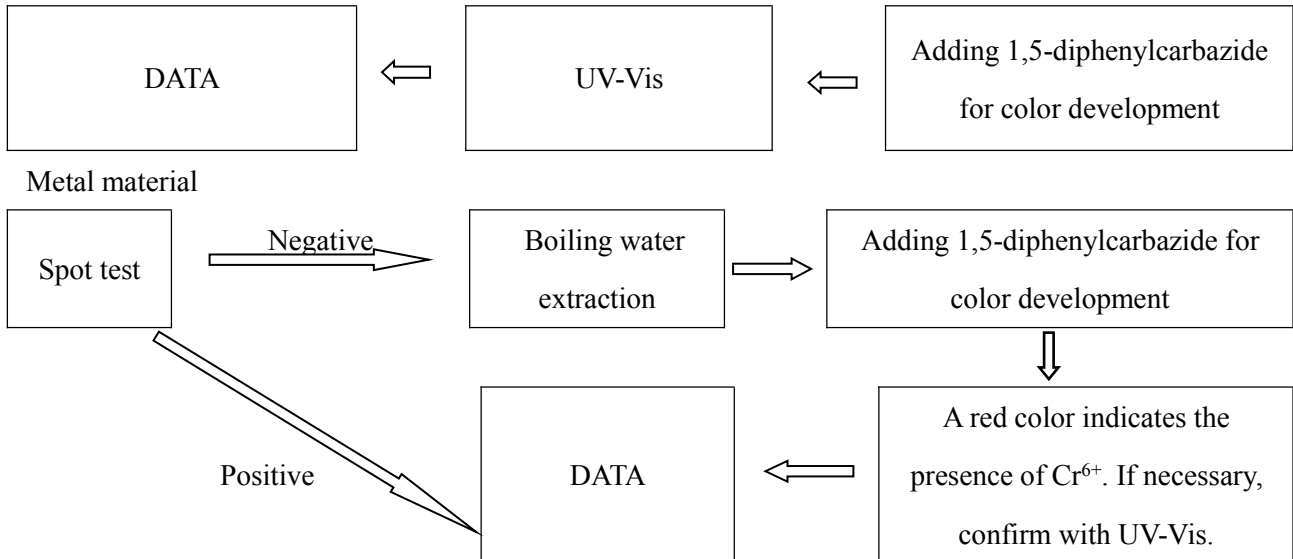 DATA
UV-Vis
Adding 1,5-diphenylcarbazide
for color development
Metal material
Spot test
Negative
Boiling water
extraction
Adding 1,5-diphenylcarbazide for
color development
Positive
DATA
A red color indicates the
presence of Cr⁶⁺. If necessary,
confirm with UV-Vis.